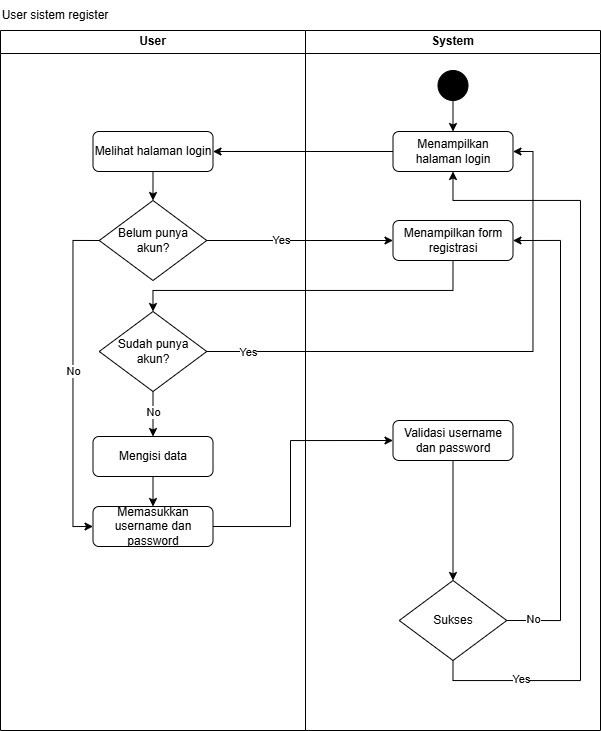 User sistem register
User
System
Menampilkan
halaman login
Melihat halaman login
Belum punya
akun?
Yes
Menampilkan form
registrasi
Sudah punya
akun?
Yes
No
No
Mengisi data
Validasi username
dan password
Memasukkan
username dan
password
Sukses
No
Yes